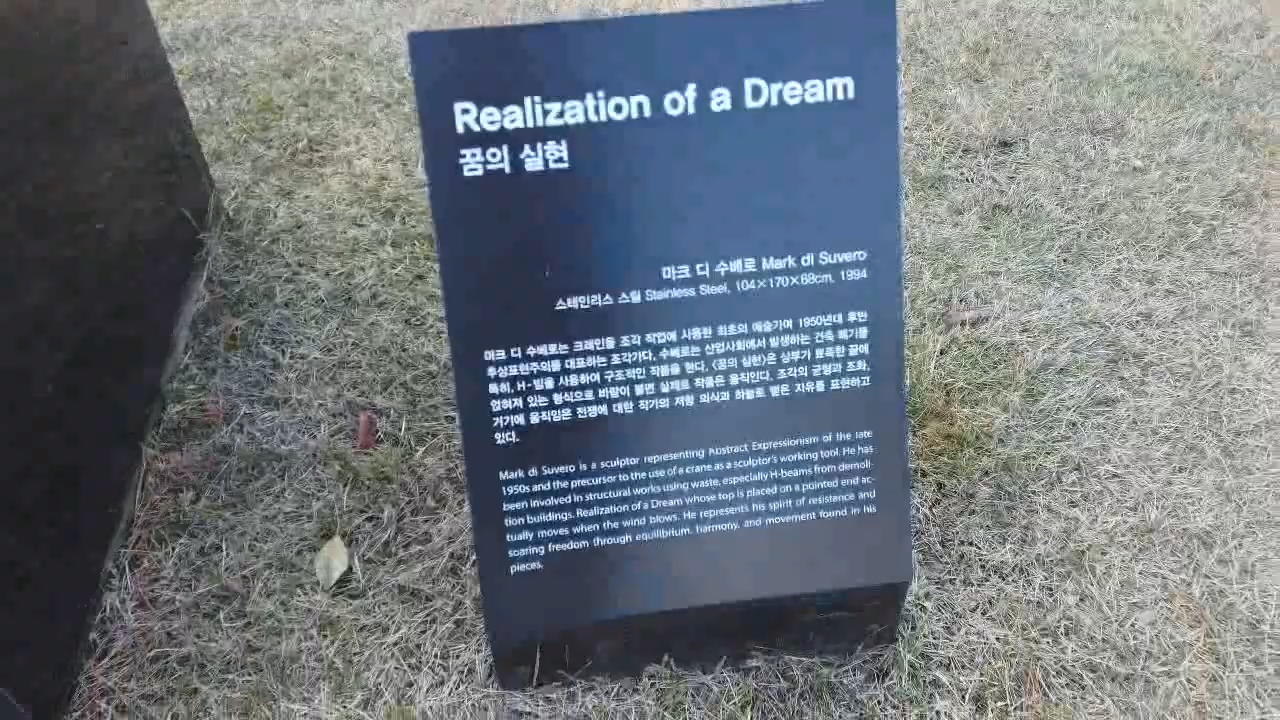 Realization of a Dream
꿈의 실현
마크 디 수베로 Mark di Suvero
스테인리스 스틸 Stainless Steel, 104×170×68cm, 1994
마크 디 수베로는 크레인을 조각 작업에 사용한 최초의 예술가며 1950년대 후반
추상표현주의를 대표하는 조각가다. 수베로는 산업사회에서 발생하는 건축 폐기물
특히, H-빔을 사용하여 구조적인 작품을 한다. <꿈의 실현>은 상부가 뾰족한 끝에
얹혀져 있는 형식으로 바람이 불면 실제로 작품은 움직인다. 조각의 균형과 조화,
거기에 움직임은 전쟁에 대한 작가의 저항 의식과 하늘로 뻗은 자유를 표현하고
있다.
Mark di Suvero is a sculptor representing Abstract Expressionism of the late
1950s and the precursor to the use of a crane as a sculptor's working tool. He has
been involved in structural works using waste, especially H-beams from demoli-
tion buildings. Realization of a Dream whose top is placed on a pointed end ac-
tually moves when the wind blows. He represents his spirit of resistance and
soaring freedom through equilibrium, harmony, and movement found in his
pieces.